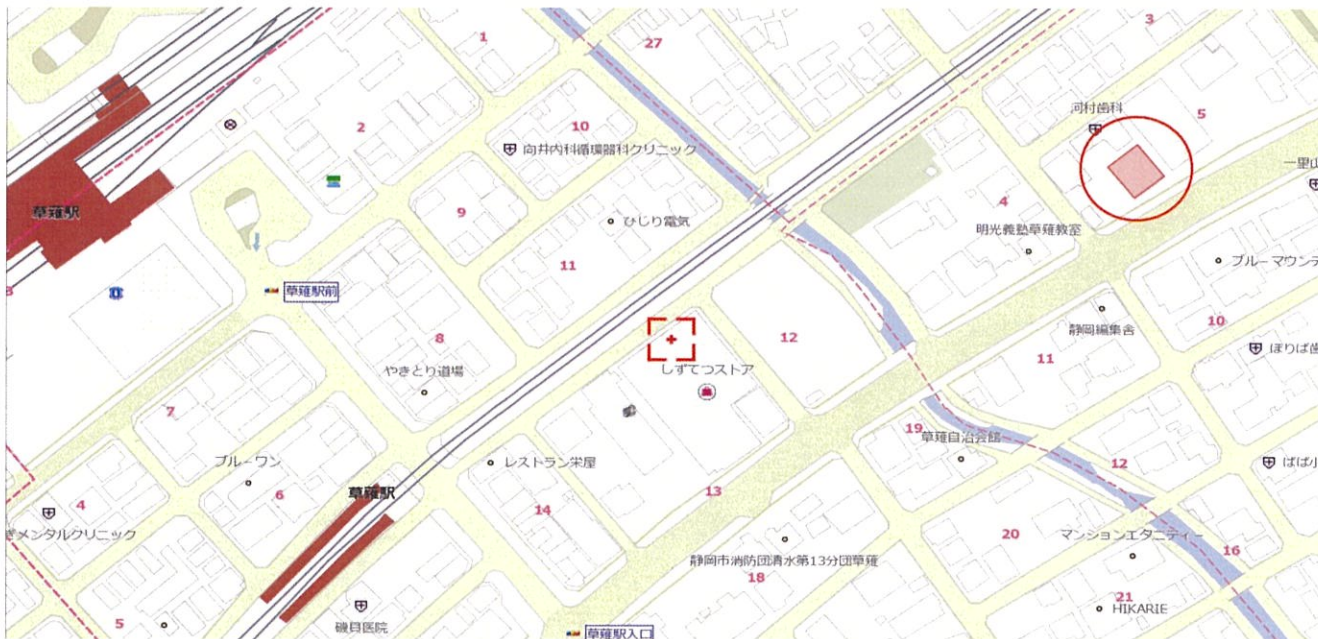 1
27
3
河村歯科
5
2
10
向井内科循環器科クリニック
一里山
草薙駅
9
ひじり電気
4
明光義塾草薙教室
11
ブルーマウンテ
草薙駅前
8
12
静岡編集舎
10
11
ほりば歯
やきとり道場
しずてつストア
7
19
草薙自治会館
ブルーワン
レストラン栄屋
12
ばば小
6
草薙駅
13
4
14
ぎメンタルクリニック
20
マンションエタニティー
静岡市消防団清水第13分団草薙
16
18
21
HIKARIE
5
磯貝医院
草薙駅入口